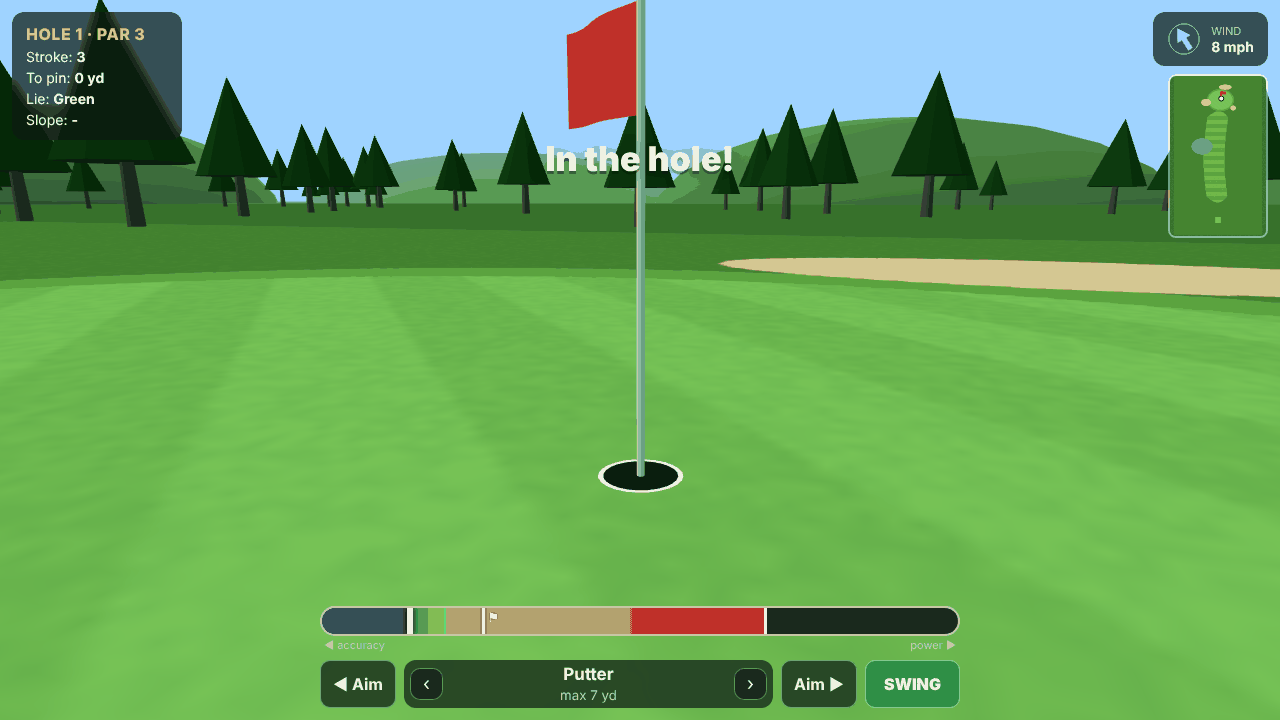 HOLE 1 · PAR 3
Stroke: 3
To pin: 0 yd
Lie: Green
Slope: -
WIND
8 mph
In the hole!
◀ accuracy
power ▶
◀ Aim
‹
Putter
max 7 yd
›
Aim ▶
SWING